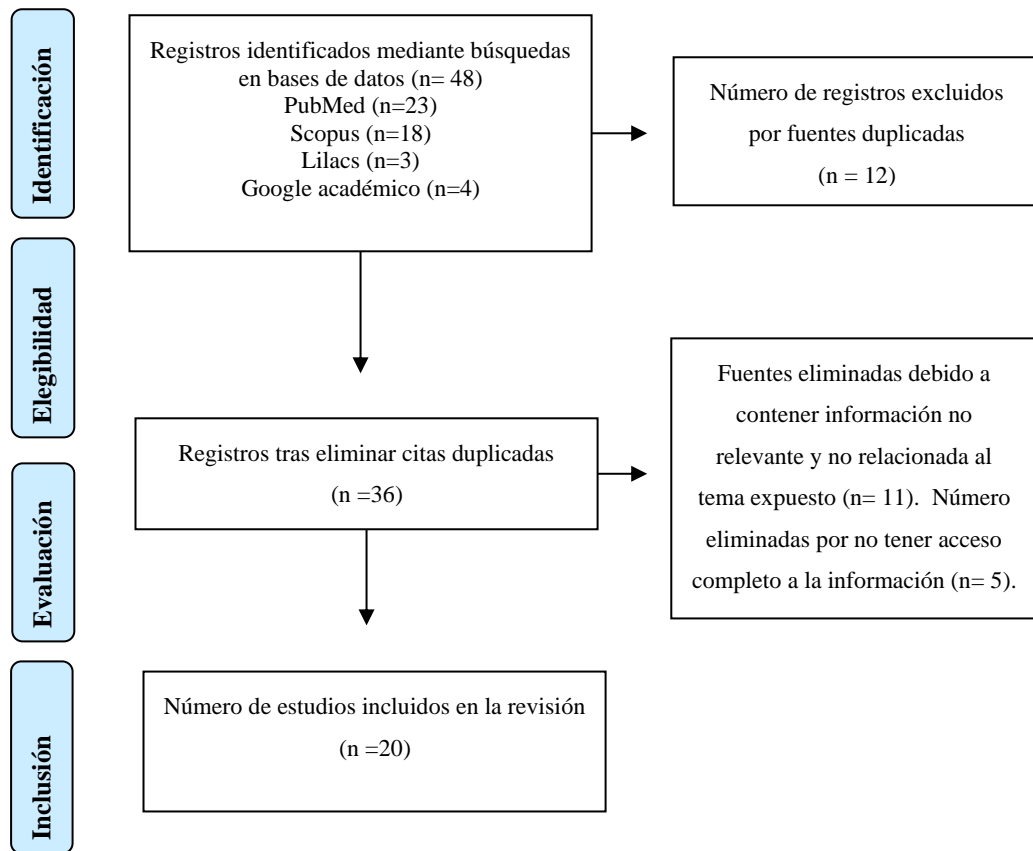 Identificación
Registros identificados mediante búsquedas
en bases de datos (n= 48)
PubMed (n=23)
Scopus (n=18)
Lilacs (n=3)
Google académico (n=4)
Número de registros excluidos
por fuentes duplicadas
(n = 12)
Elegibilidad
Registros tras eliminar citas duplicadas
(n =36)
Fuentes eliminadas debido a
contener información no
relevante y no relacionada al
tema expuesto (n= 11).  Número
eliminadas por no tener acceso
completo a la información (n= 5).
Evaluación
Número de estudios incluidos en la revisión
(n =20)
Inclusión